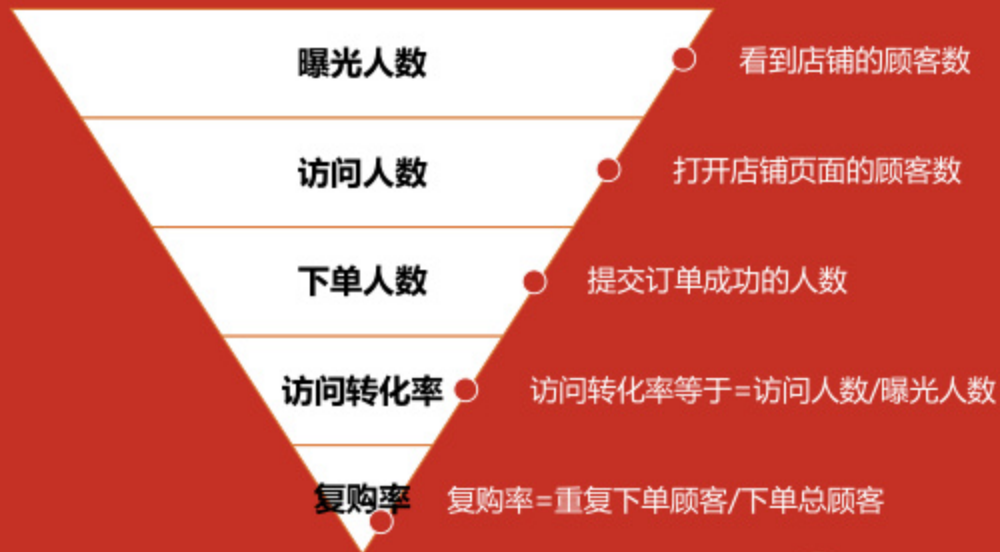 曝光人数
看到店铺的顾客数
访问人数
打开店铺页面的顾客数
下单人数
提交订单成功的人数
访问转化率
访问转化率等于=访问人数/曝光人数
复购率
复购率=重复下单顾客/下单总顾客